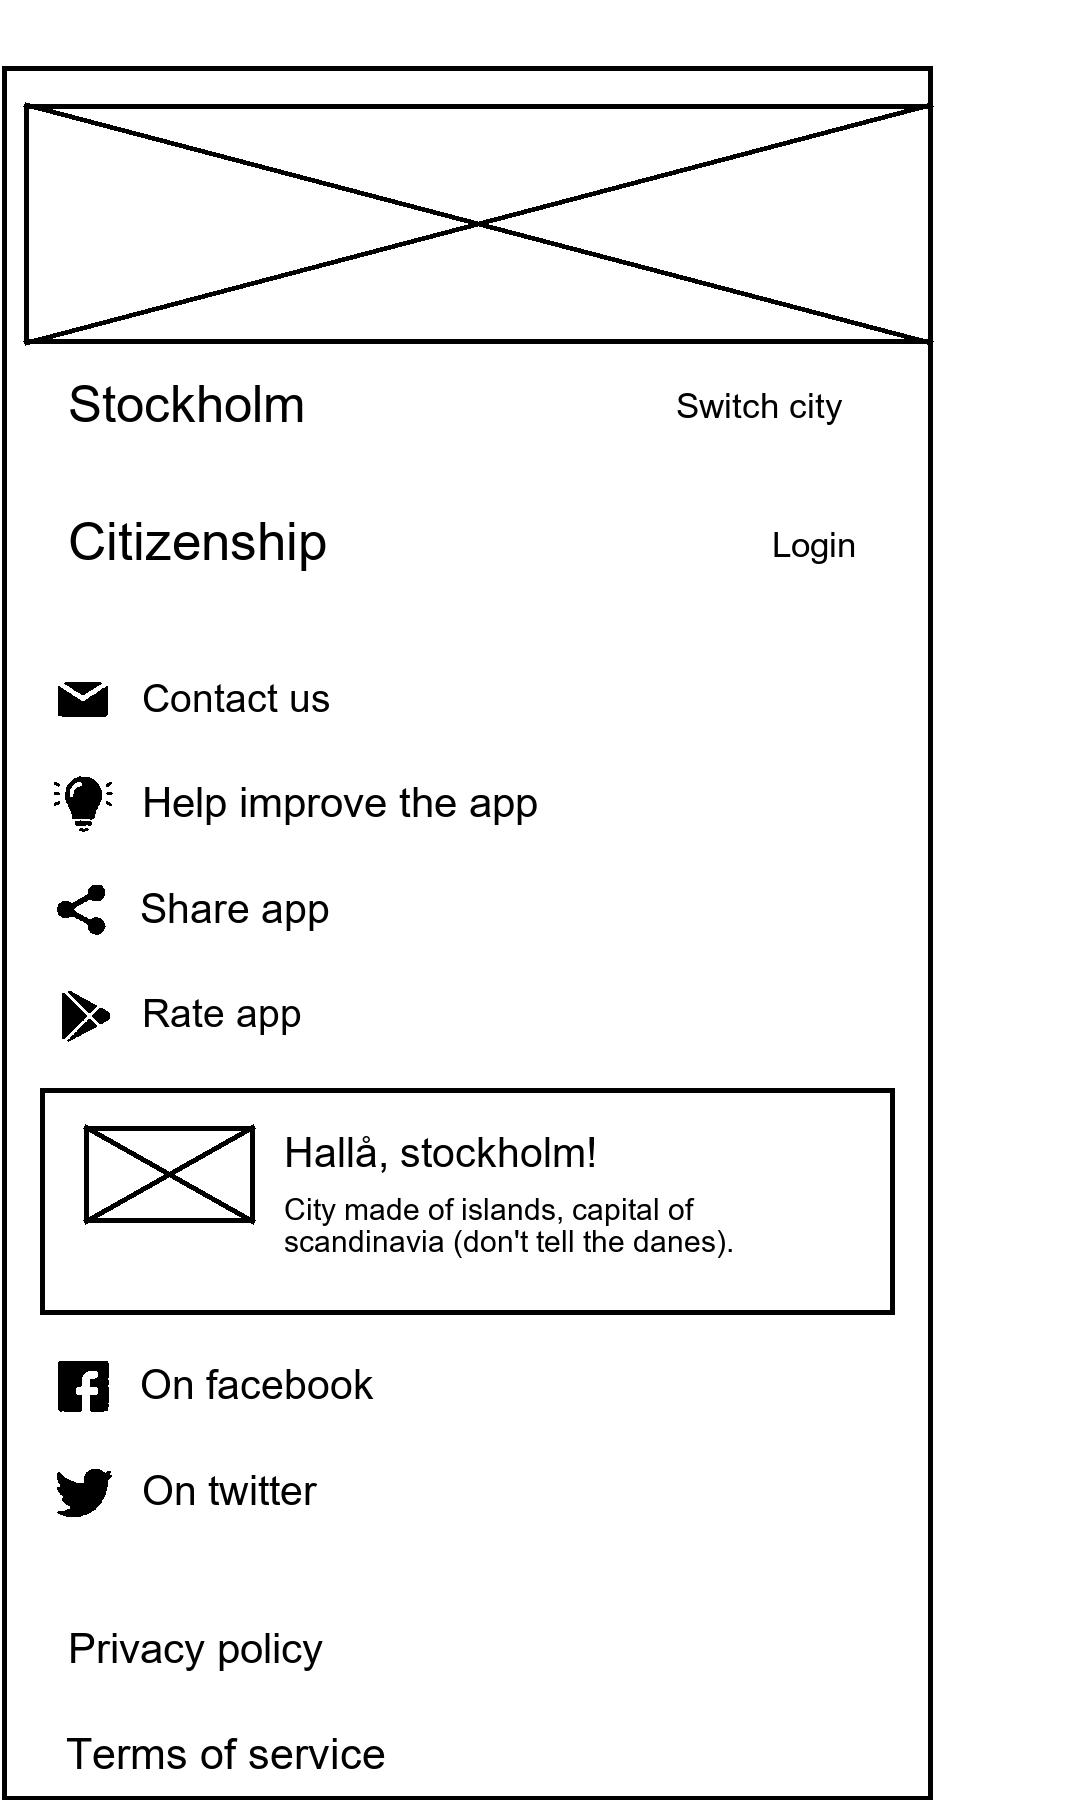 Stockholm
Switch city
Citizenship
Login
Contact us
Help improve the app
Share app
Rate app
Hallå, stockholm!
City made of islands, capital of
scandinavia (don't tell the danes).
On facebook
On twitter
Privacy policy
Terms of service